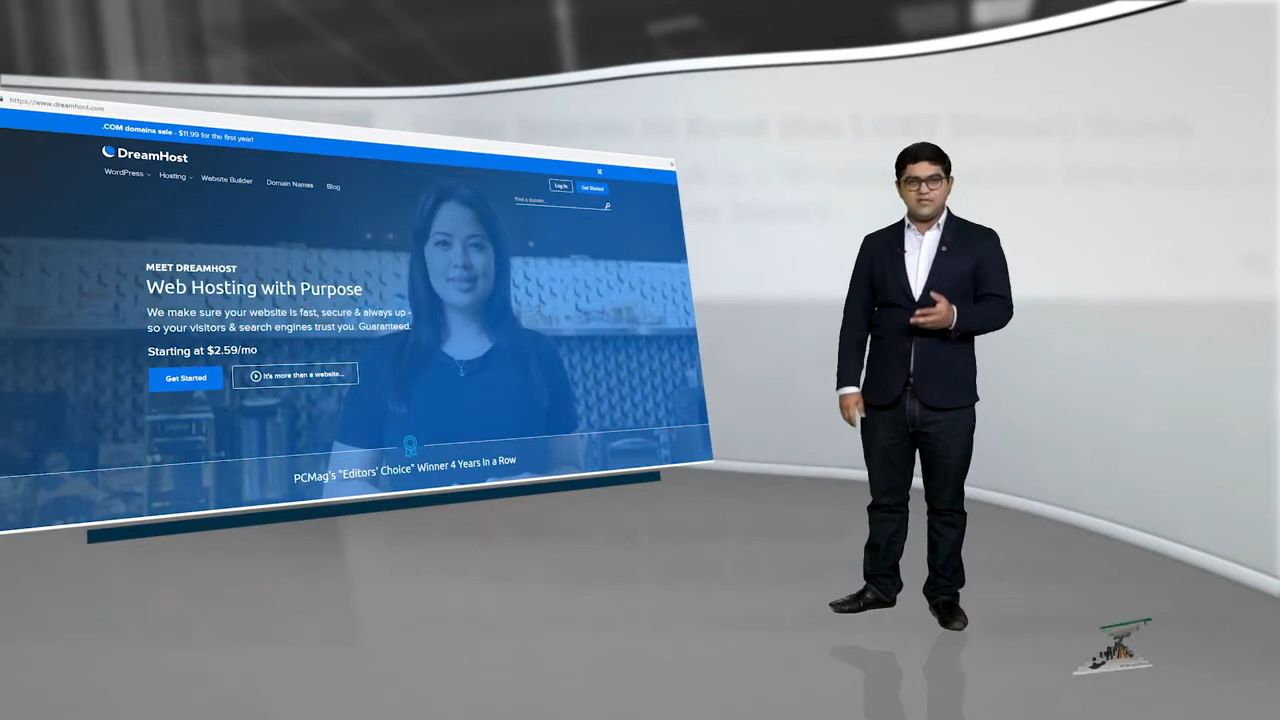 https://www.dreamhost.com
.COM domains sale - $11.99 for the first year!
DreamHost
WordPress Hosting Website Builder Domain Names Blog
Log In Get Started
Find a domain...
MEET DREAMHOST
Web Hosting with Purpose
We make sure your website is fast, secure & always up -
so your visitors & search engines trust you. Guaranteed.
Starting at $2.59/mo
Get Started
It's more than a website...
PCMag's "Editors' Choice" Winner 4 Years in a Row